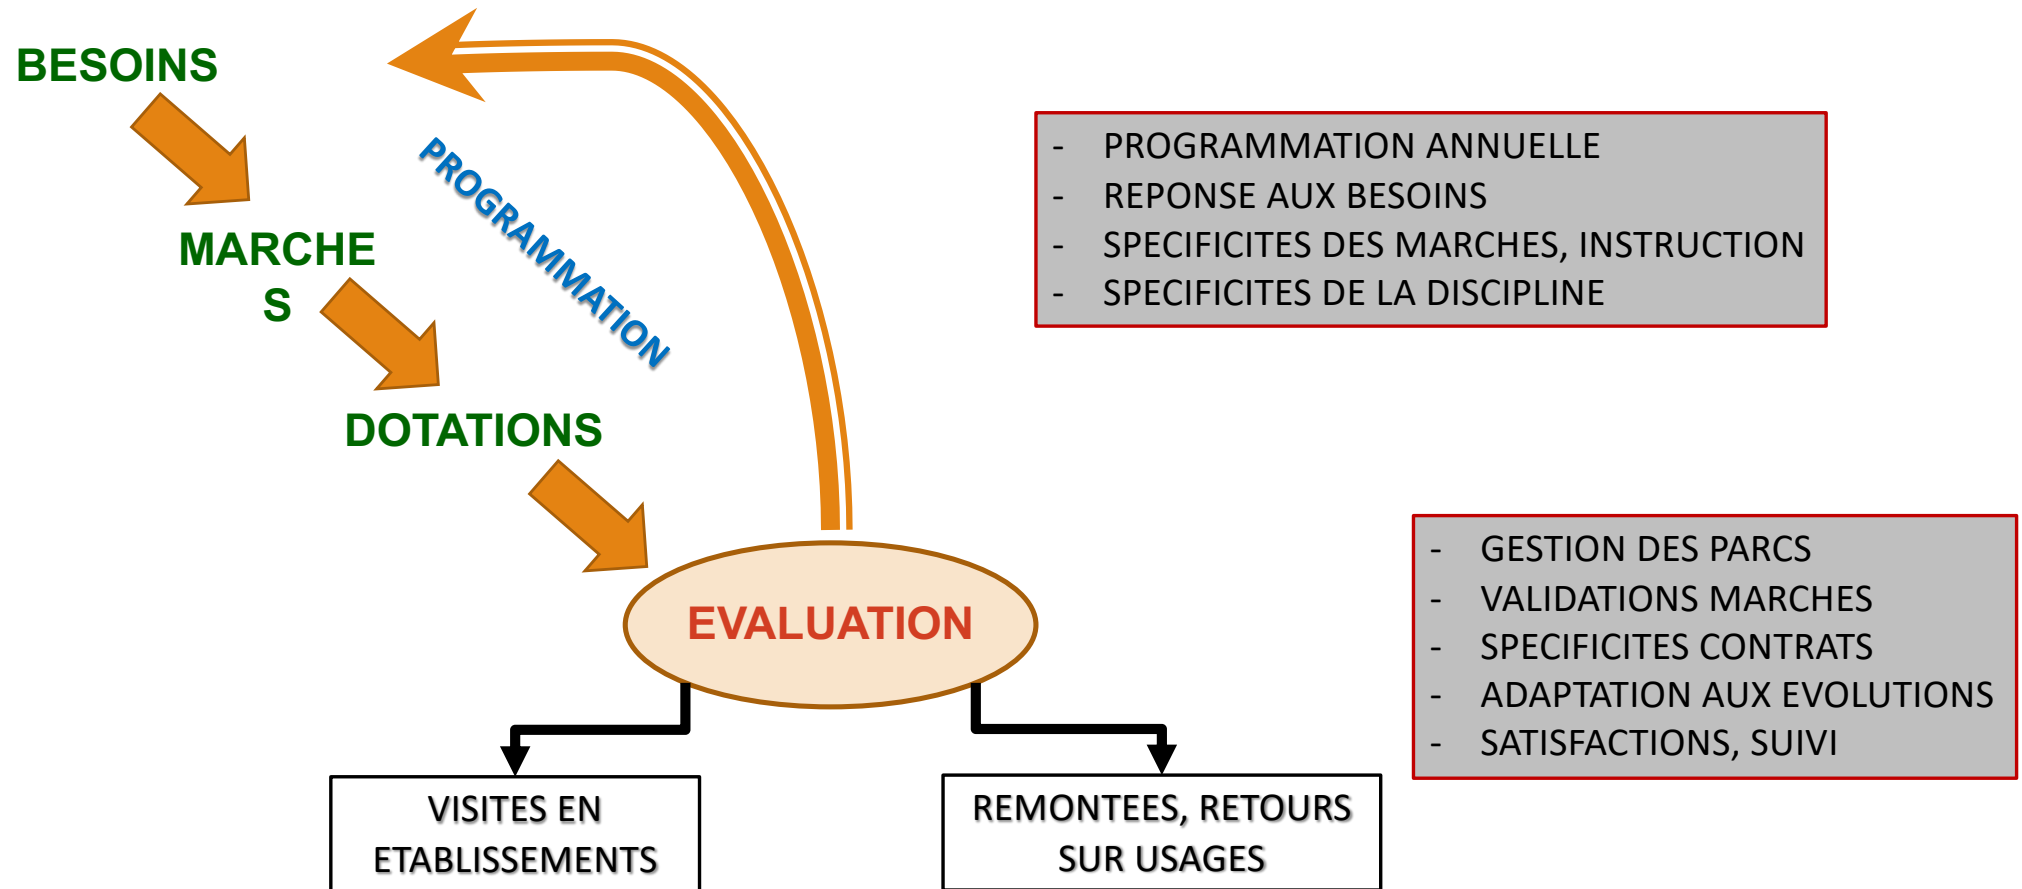 BESOINS
MARCHE
S
DOTATIONS
PROGRAMMATION
EVALUATION
- PROGRAMMATION ANNUELLE
- REPONSE AUX BESOINS
- SPECIFICITES DES MARCHES, INSTRUCTION
- SPECIFICITES DE LA DISCIPLINE
- GESTION DES PARCS
- VALIDATIONS MARCHES
- SPECIFICITES CONTRATS
- ADAPTATION AUX EVOLUTIONS
- SATISFACTIONS, SUIVI
VISITES EN
ETABLISSEMENTS
REMONTEES, RETOURS
SUR USAGES